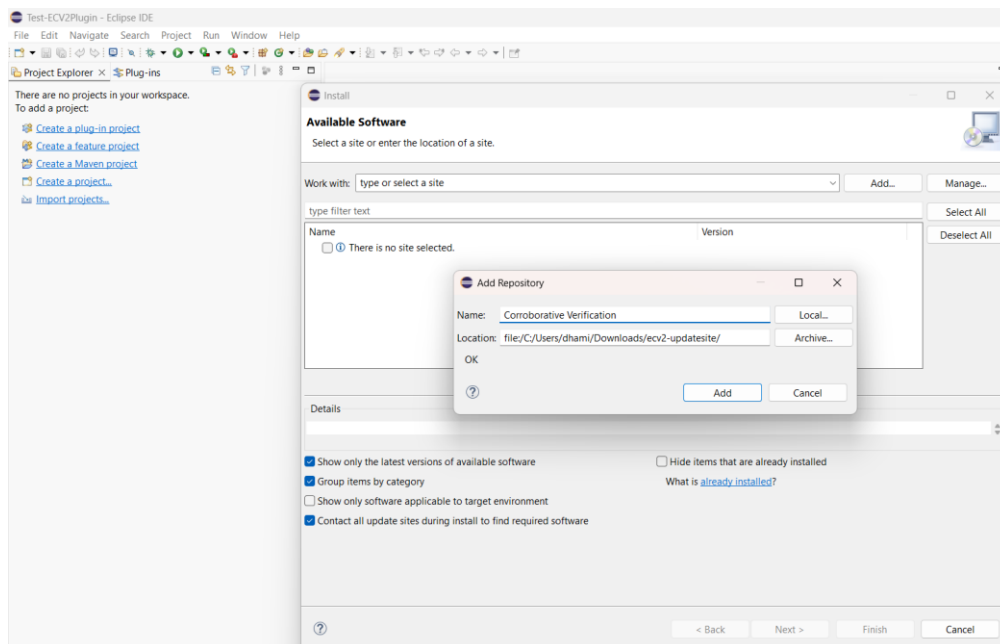 Test-ECV2Plugin - Eclipse IDE
File Edit Navigate Search Project Run Window Help
Project Explorer Plug-ins
There are no projects in your workspace.
To add a project:
Create a plug-in project
Create a feature project
Create a Maven project
Create a project...
Import projects...
Install
Available Software
Select a site or enter the location of a site.
Work with: type or select a site Add... Manage...
type filter text Select All
Name Version Deselect All
There is no site selected.
Add Repository
Name: Corroborative Verification Local...
Location: file:/C:/Users/dhami/Downloads/ecv2-updatesite/ Archive...
OK
Add Cancel
Details
Show only the latest versions of available software Hide items that are already installed
Group items by category What is already installed?
Show only software applicable to target environment
Contact all update sites during install to find required software
< Back Next > Finish Cancel